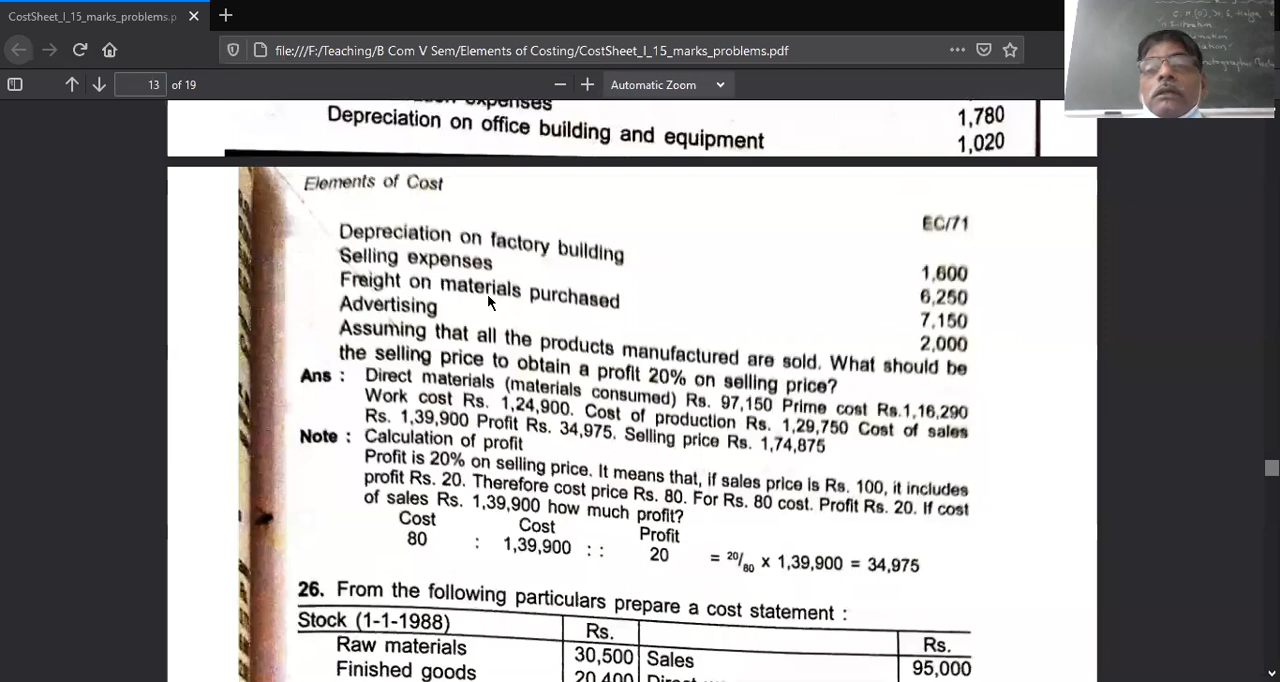 CostSheet_I_15_marks_problems.p
file:///F:/Teaching/B Com V Sem/Elements of Costing/CostSheet_I_15_marks_problems.pdf
13 of 19
Automatic Zoom
expenses 1,780
Depreciation on office building and equipment 1,020
Elements of Cost
EC/71
Depreciation on factory building 1,600
Selling expenses 6,250
Freight on materials purchased 7,150
Advertising 2,000
Assuming that all the products manufactured are sold. What should be
the selling price to obtain a profit 20% on selling price?
Ans : Direct materials (materials consumed) Rs. 97,150 Prime cost Rs.1,16,290
Work cost Rs. 1,24,900. Cost of production Rs. 1,29,750 Cost of sales
Rs. 1,39,900 Profit Rs. 34,975. Selling price Rs. 1,74,875
Note : Calculation of profit
Profit is 20% on selling price. It means that, if sales price is Rs. 100, it includes
profit Rs. 20. Therefore cost price Rs. 80. For Rs. 80 cost. Profit Rs. 20. If cost
of sales Rs. 1,39,900 how much profit?
Cost Cost Profit
80 : 1,39,900 : : 20 = 20/80 x 1,39,900 = 34,975
26. From the following particulars prepare a cost statement :
Stock (1-1-1988) Rs. Rs.
Raw materials 30,500 Sales 95,000
Finished goods 20,400